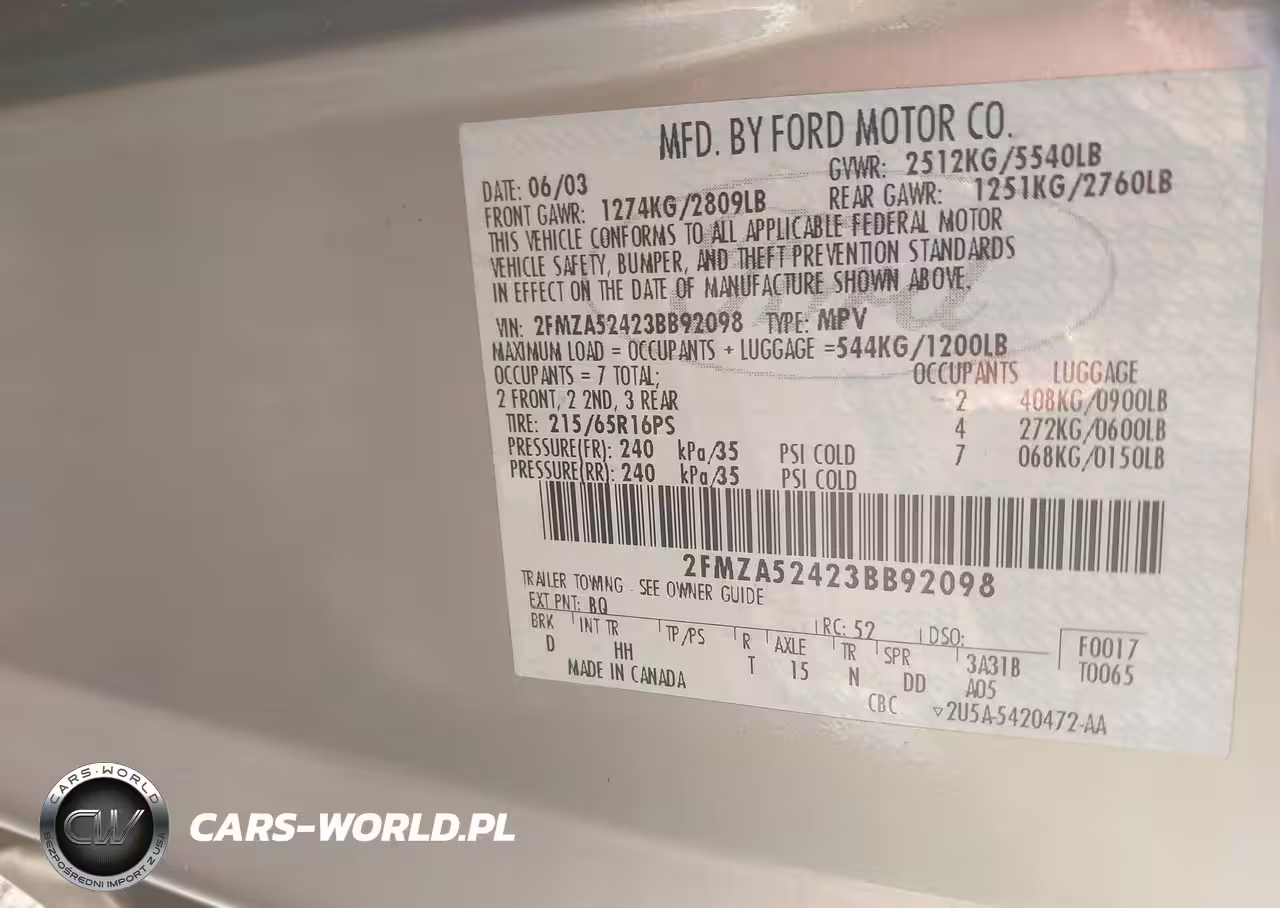 MFD. BY FORD MOTOR CO.
DATE: 06/03 GVWR: 2512KG/5540LB
FRONT GAWR: 1274KG/2809LB REAR GAWR: 1251KG/2760LB
THIS VEHICLE CONFORMS TO ALL APPLICABLE FEDERAL MOTOR
VEHICLE SAFETY, BUMPER, AND THEFT PREVENTION STANDARDS
IN EFFECT ON THE DATE OF MANUFACTURE SHOWN ABOVE.
VIN: 2FMZA52423BB92098 TYPE: MPV
MAXIMUM LOAD = OCCUPANTS + LUGGAGE =544KG/1200LB
OCCUPANTS = 7 TOTAL; OCCUPANTS LUGGAGE
2 FRONT, 2 2ND, 3 REAR 2 408KG/0900LB
TIRE: 215/65R16PS 4 272KG/0600LB
PRESSURE(FR): 240 kPa/35 PSI COLD 7 068KG/0150LB
PRESSURE(RR): 240 kPa/35 PSI COLD
2FMZA52423BB92098
TRAILER TOWING - SEE OWNER GUIDE
EXT PNT: BQ RC: 52 DSO:
BRK INT TR TP/PS R AXLE TR SPR F0017
D HH T 15 N DD 3A31B T0065
MADE IN CANADA A05
CBC ▽2U5A-5420472-AA
CARS-WORLD
CW
BEZPOŚREDNI IMPORT Z USA
CARS-WORLD.PL